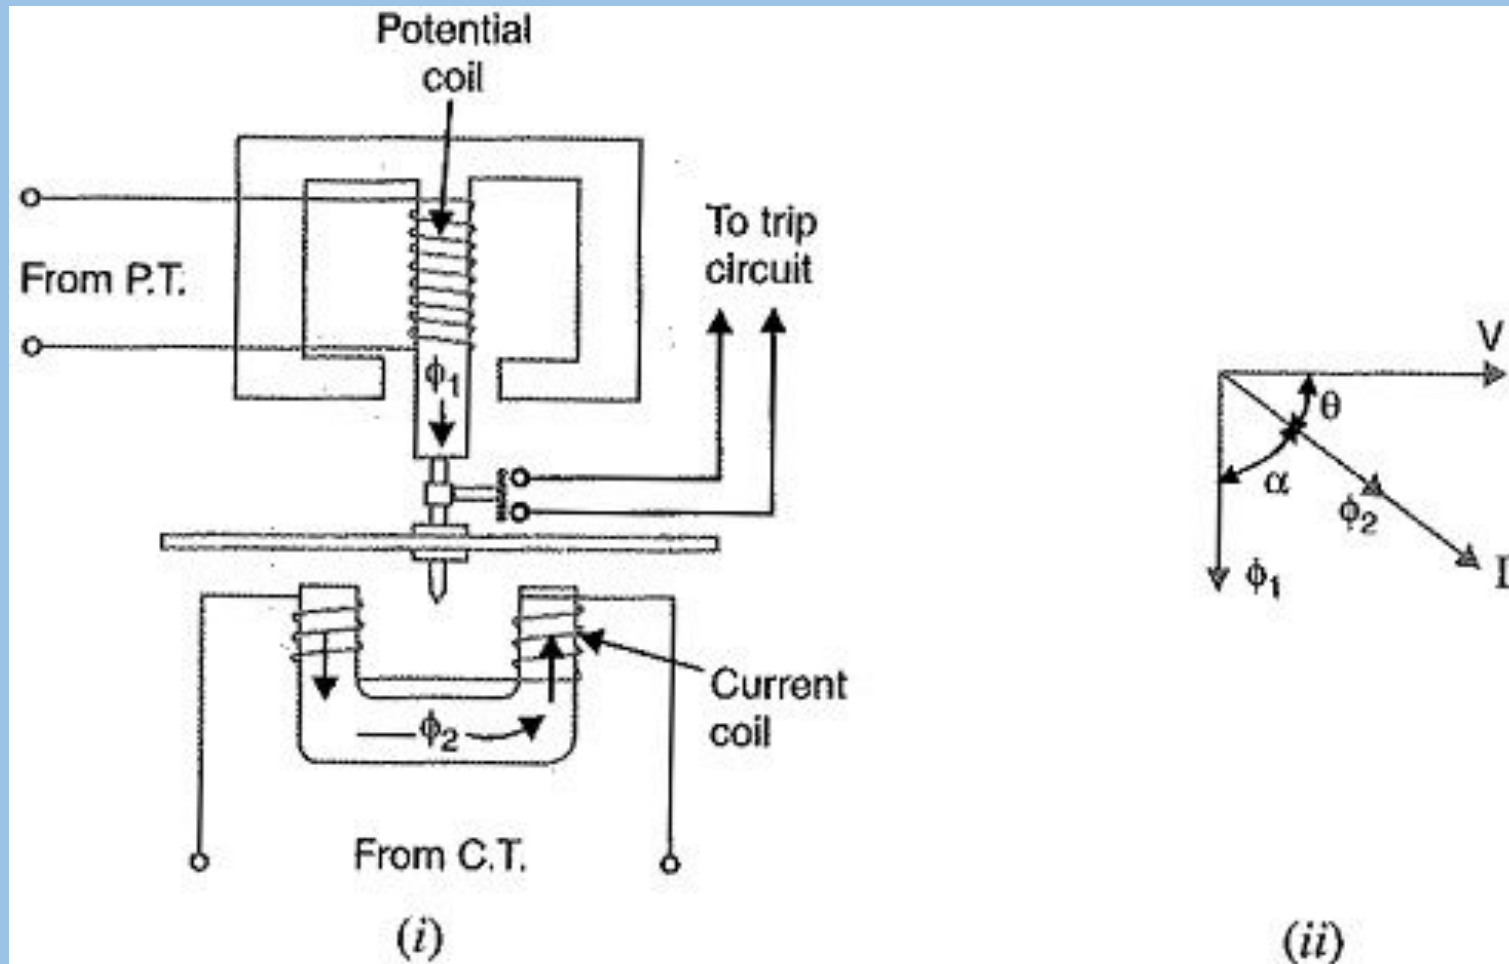 Potential
coil
From P.T.
To trip
circuit
ϕ1
V
θ
α
ϕ2
I
ϕ1
Current
coil
ϕ2
From C.T.
(i)
(ii)